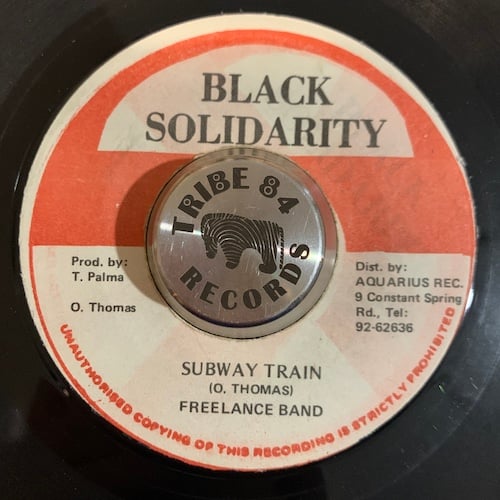 BLACK
SOLIDARITY
TRIBE 84
RECORDS
Prod. by:
T. Palma
O. Thomas
Dist. by:
AQUARIUS REC.
9 Constant Spring
Rd., Tel:
92-62636
SUBWAY TRAIN
(O. THOMAS)
FREELANCE BAND
UNAUTHORISED COPYING OF THIS RECORDING IS STRICTLY PROHIBITED